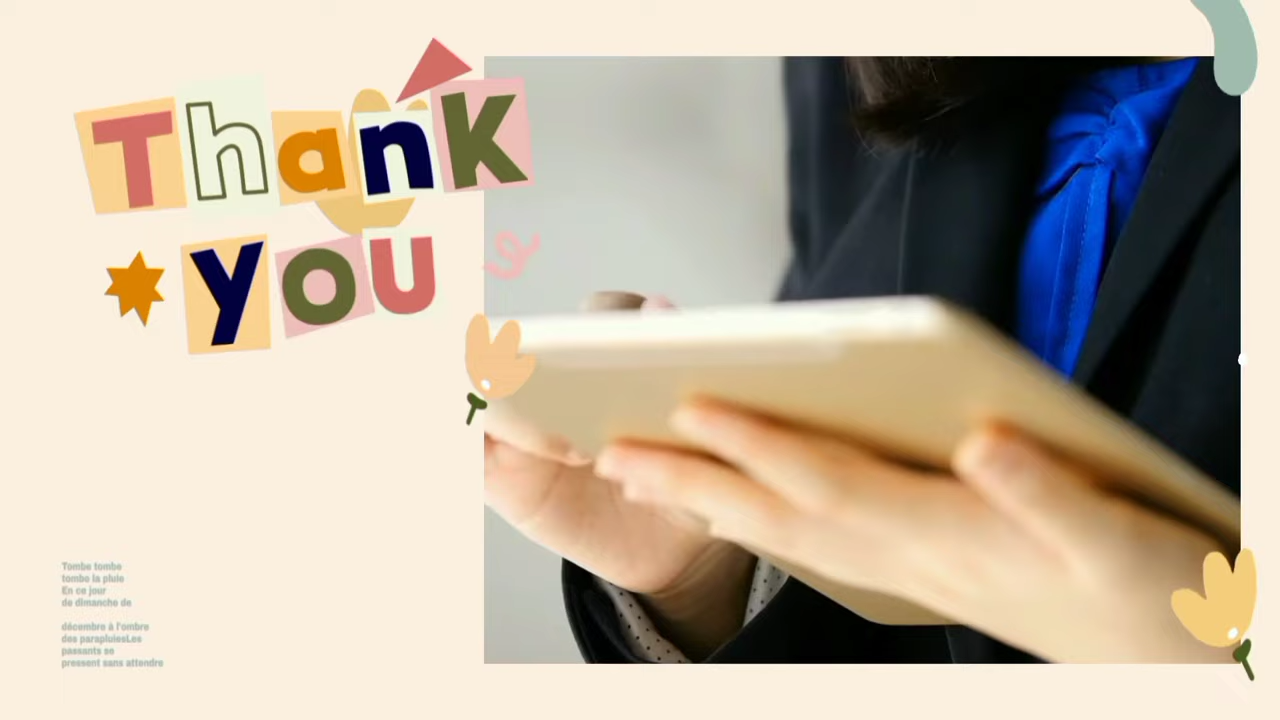 Thank
you
Tombe tombe
tombe la pluie
En ce jour
de dimanche de
décembre à l'ombre
des parapluiesLes
passants se
pressent sans attendre